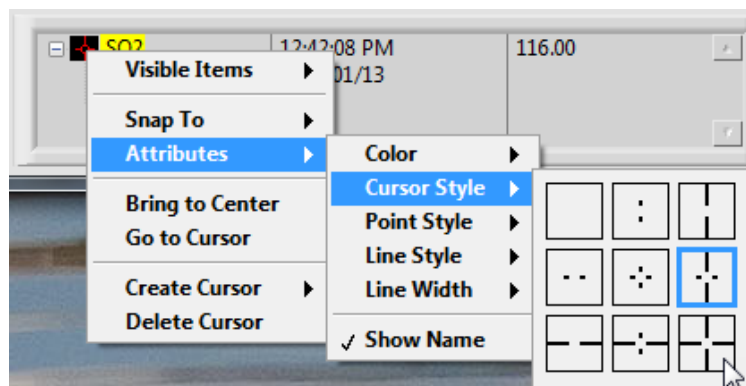 SO2 12:42:08 PM 116.00
01/13
Visible Items
Snap To
Attributes
Bring to Center
Go to Cursor
Create Cursor
Delete Cursor
Color
Cursor Style
Point Style
Line Style
Line Width
Show Name